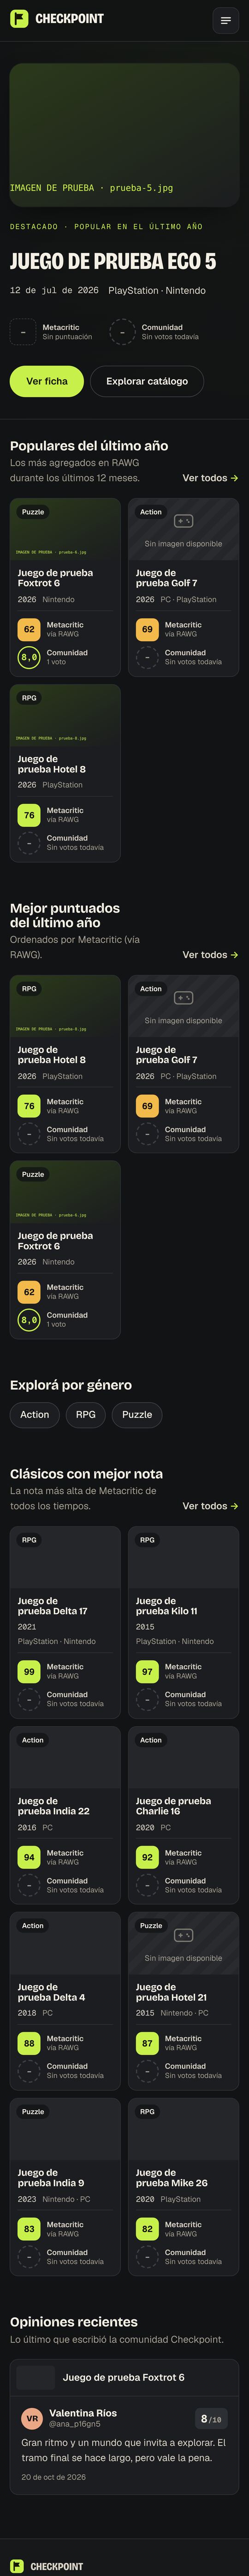 CHECKPOINT
IMAGEN DE PRUEBA · prueba-5.jpg
DESTACADO · POPULAR EN EL ÚLTIMO AÑO
JUEGO DE PRUEBA ECO 5
12 de jul de 2026 PlayStation · Nintendo
– Metacritic
Sin puntuación
– Comunidad
Sin votos todavía
Ver ficha
Explorar catálogo
Populares del último año
Los más agregados en RAWG
durante los últimos 12 meses.
Ver todos →
Puzzle
IMAGEN DE PRUEBA · prueba-6.jpg
Juego de prueba
Foxtrot 6
2026 Nintendo
62 Metacritic
vía RAWG
8,0 Comunidad
1 voto
Action
Sin imagen disponible
Juego de
prueba Golf 7
2026 PC · PlayStation
69 Metacritic
vía RAWG
– Comunidad
Sin votos todavía
RPG
IMAGEN DE PRUEBA · prueba-8.jpg
Juego de
prueba Hotel 8
2026 PlayStation
76 Metacritic
vía RAWG
– Comunidad
Sin votos todavía
Mejor puntuados
del último año
Ordenados por Metacritic (vía
RAWG).
Ver todos →
RPG
IMAGEN DE PRUEBA · prueba-8.jpg
Juego de
prueba Hotel 8
2026 PlayStation
76 Metacritic
vía RAWG
– Comunidad
Sin votos todavía
Action
Sin imagen disponible
Juego de
prueba Golf 7
2026 PC · PlayStation
69 Metacritic
vía RAWG
– Comunidad
Sin votos todavía
Puzzle
IMAGEN DE PRUEBA · prueba-6.jpg
Juego de prueba
Foxtrot 6
2026 Nintendo
62 Metacritic
vía RAWG
8,0 Comunidad
1 voto
Explorá por género
Action
RPG
Puzzle
Clásicos con mejor nota
La nota más alta de Metacritic de
todos los tiempos.
Ver todos →
RPG
Juego de
prueba Delta 17
2021
PlayStation · Nintendo
99 Metacritic
vía RAWG
– Comunidad
Sin votos todavía
RPG
Juego de
prueba Kilo 11
2015
PlayStation · Nintendo
97 Metacritic
vía RAWG
– Comunidad
Sin votos todavía
Action
Juego de
prueba India 22
2016 PC
94 Metacritic
vía RAWG
– Comunidad
Sin votos todavía
Action
Juego de prueba
Charlie 16
2020 PC
92 Metacritic
vía RAWG
– Comunidad
Sin votos todavía
Action
Juego de
prueba Delta 4
2018 PC
88 Metacritic
vía RAWG
– Comunidad
Sin votos todavía
Puzzle
Sin imagen disponible
Juego de
prueba Hotel 21
2015 Nintendo · PC
87 Metacritic
vía RAWG
– Comunidad
Sin votos todavía
Puzzle
Juego de
prueba India 9
2023 Nintendo · PC
83 Metacritic
vía RAWG
– Comunidad
Sin votos todavía
RPG
Juego de
prueba Mike 26
2020 PlayStation
82 Metacritic
vía RAWG
– Comunidad
Sin votos todavía
Opiniones recientes
Lo último que escribió la comunidad Checkpoint.
Juego de prueba Foxtrot 6
VR Valentina Ríos
@ana_p16gn5
8/10
Gran ritmo y un mundo que invita a explorar. El
tramo final se hace largo, pero vale la pena.
20 de oct de 2026
CHECKPOINT